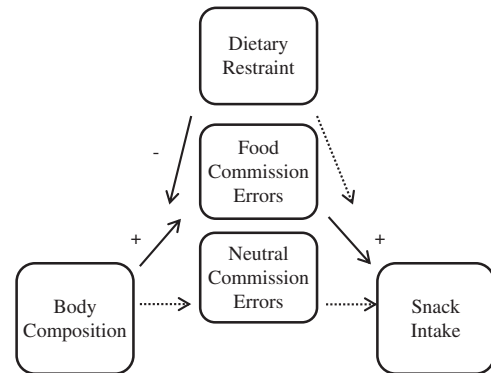 Dietary
Restraint
-
Food
Commission
Errors
+
+
Neutral
Commission
Errors
Body
Composition
Snack
Intake